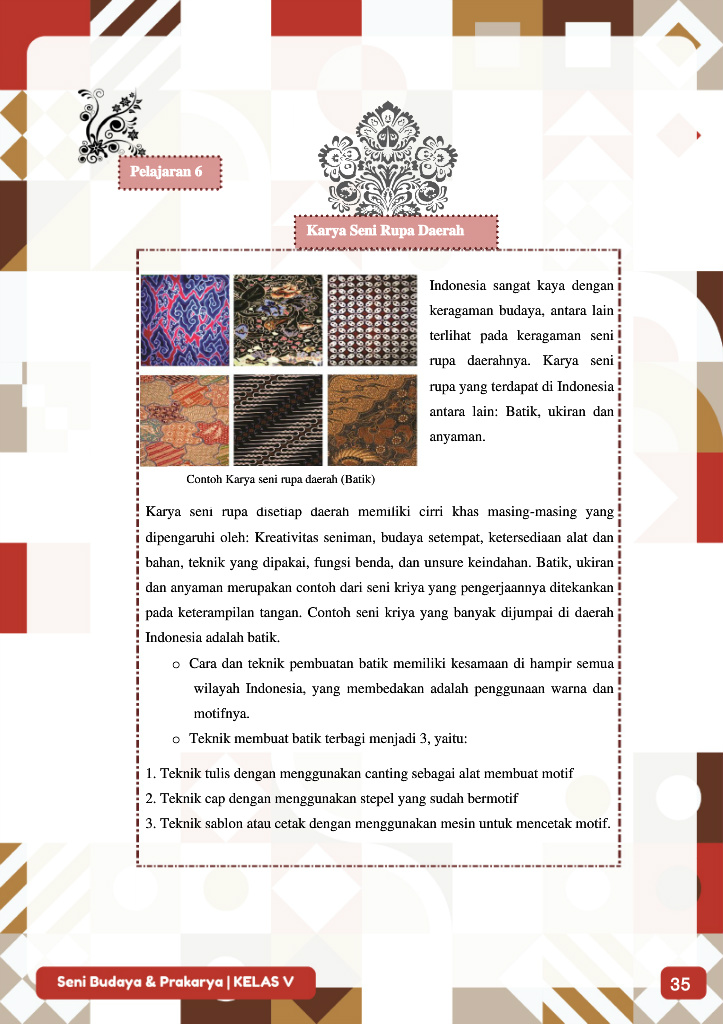 Pelajaran 6
Karya Seni Rupa Daerah
Indonesia sangat kaya dengan
keragaman budaya, antara lain
terlihat pada keragaman seni
rupa daerahnya. Karya seni
rupa yang terdapat di Indonesia
antara lain: Batik, ukiran dan
anyaman.
Contoh Karya seni rupa daerah (Batik)
Karya seni rupa disetiap daerah memiliki cirri khas masing-masing yang
dipengaruhi oleh: Kreativitas seniman, budaya setempat, ketersediaan alat dan
bahan, teknik yang dipakai, fungsi benda, dan unsure keindahan. Batik, ukiran
dan anyaman merupakan contoh dari seni kriya yang pengerjaannya ditekankan
pada keterampilan tangan. Contoh seni kriya yang banyak dijumpai di daerah
Indonesia adalah batik.
o Cara dan teknik pembuatan batik memiliki kesamaan di hampir semua
wilayah Indonesia, yang membedakan adalah penggunaan warna dan
motifnya.
o Teknik membuat batik terbagi menjadi 3, yaitu:
1. Teknik tulis dengan menggunakan canting sebagai alat membuat motif
2. Teknik cap dengan menggunakan stepel yang sudah bermotif
3. Teknik sablon atau cetak dengan menggunakan mesin untuk mencetak motif.
Seni Budaya & Prakarya | KELAS V
35